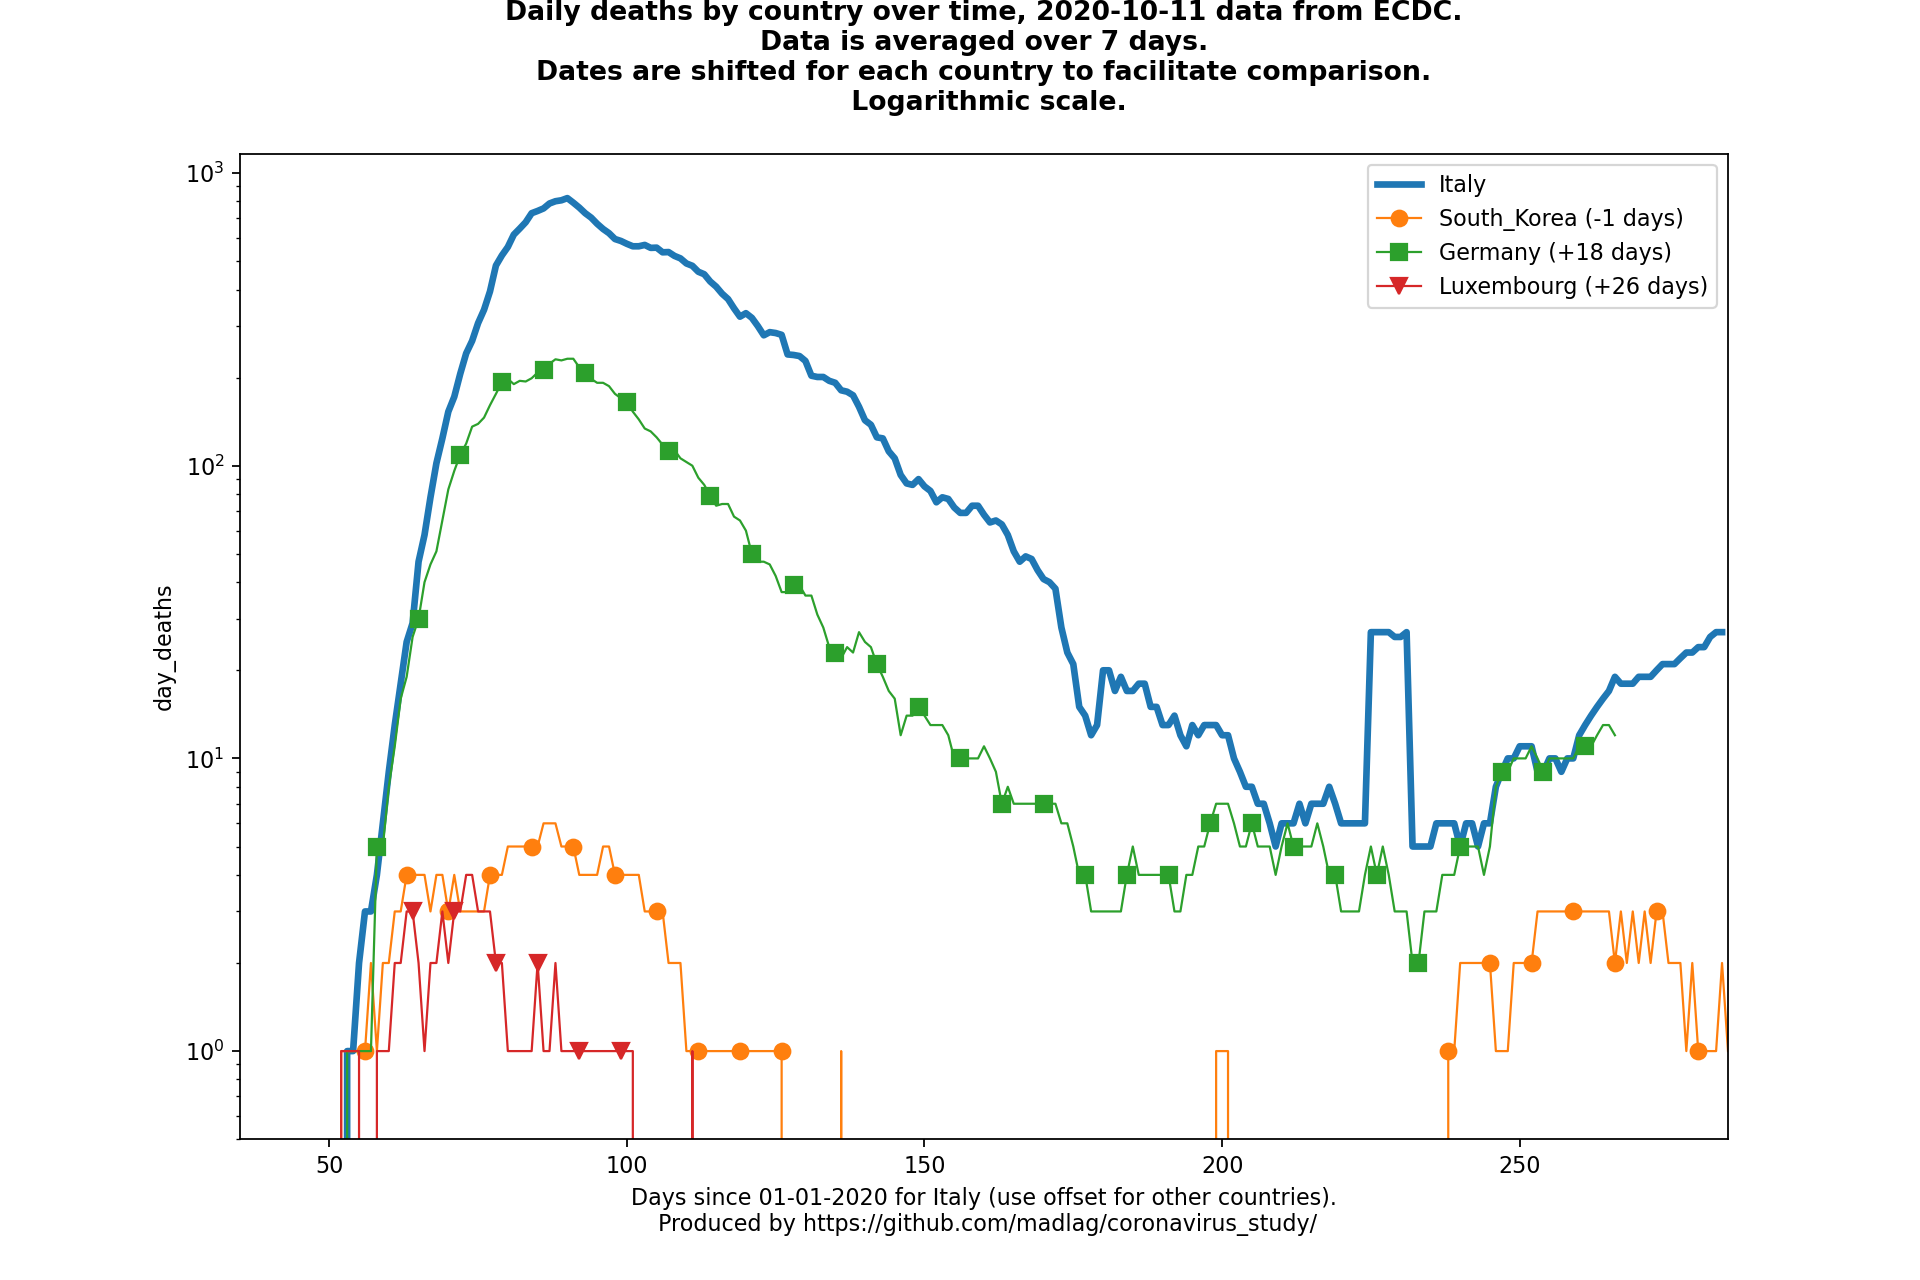 Daily deaths by country over time, 2020-10-11 data from ECDC.
Data is averaged over 7 days.
Dates are shifted for each country to facilitate comparison.
Logarithmic scale.
10³
10²
10¹
10⁰
day_deaths
Italy
South_Korea (-1 days)
Germany (+18 days)
Luxembourg (+26 days)
50 100 150 200 250
Days since 01-01-2020 for Italy (use offset for other countries).
Produced by https://github.com/madlag/coronavirus_study/